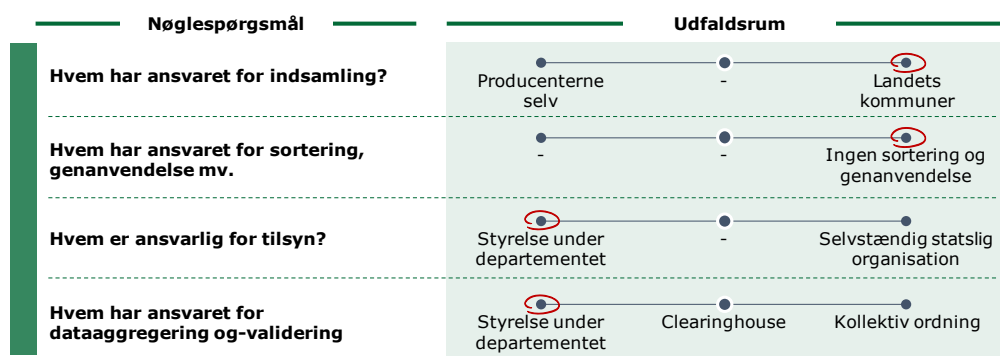 Nøglespørgsmål
Udfaldsrum
Hvem har ansvaret for indsamling?
Producenterne
selv
-
Landets
kommuner
Hvem har ansvaret for sortering,
genanvendelse mv.
-
-
Ingen sortering og
genanvendelse
Hvem er ansvarlig for tilsyn?
Styrelse under
departementet
-
Selvstændig statslig
organisation
Hvem har ansvaret for
dataaggregering og-validering
Styrelse under
departementet
Clearinghouse
Kollektiv ordning